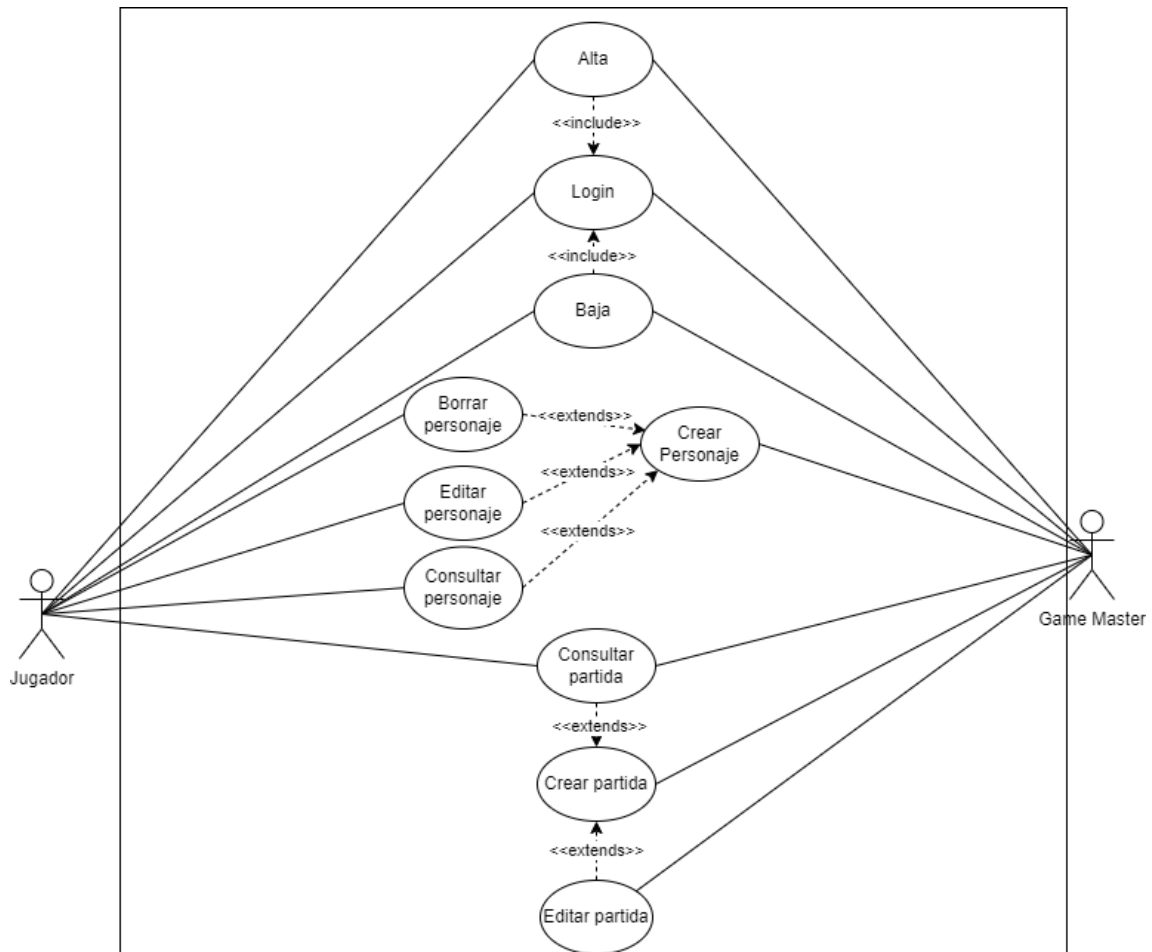 Alta
<<include>>
Login
<<include>>
Baja
Borrar
personaje
<<extends>>
Crear
Personaje
<<extends>>
Editar
personaje
<<extends>>
Consultar
personaje
Game Master
Jugador
Consultar
partida
<<extends>>
Crear partida
<<extends>>
Editar partida